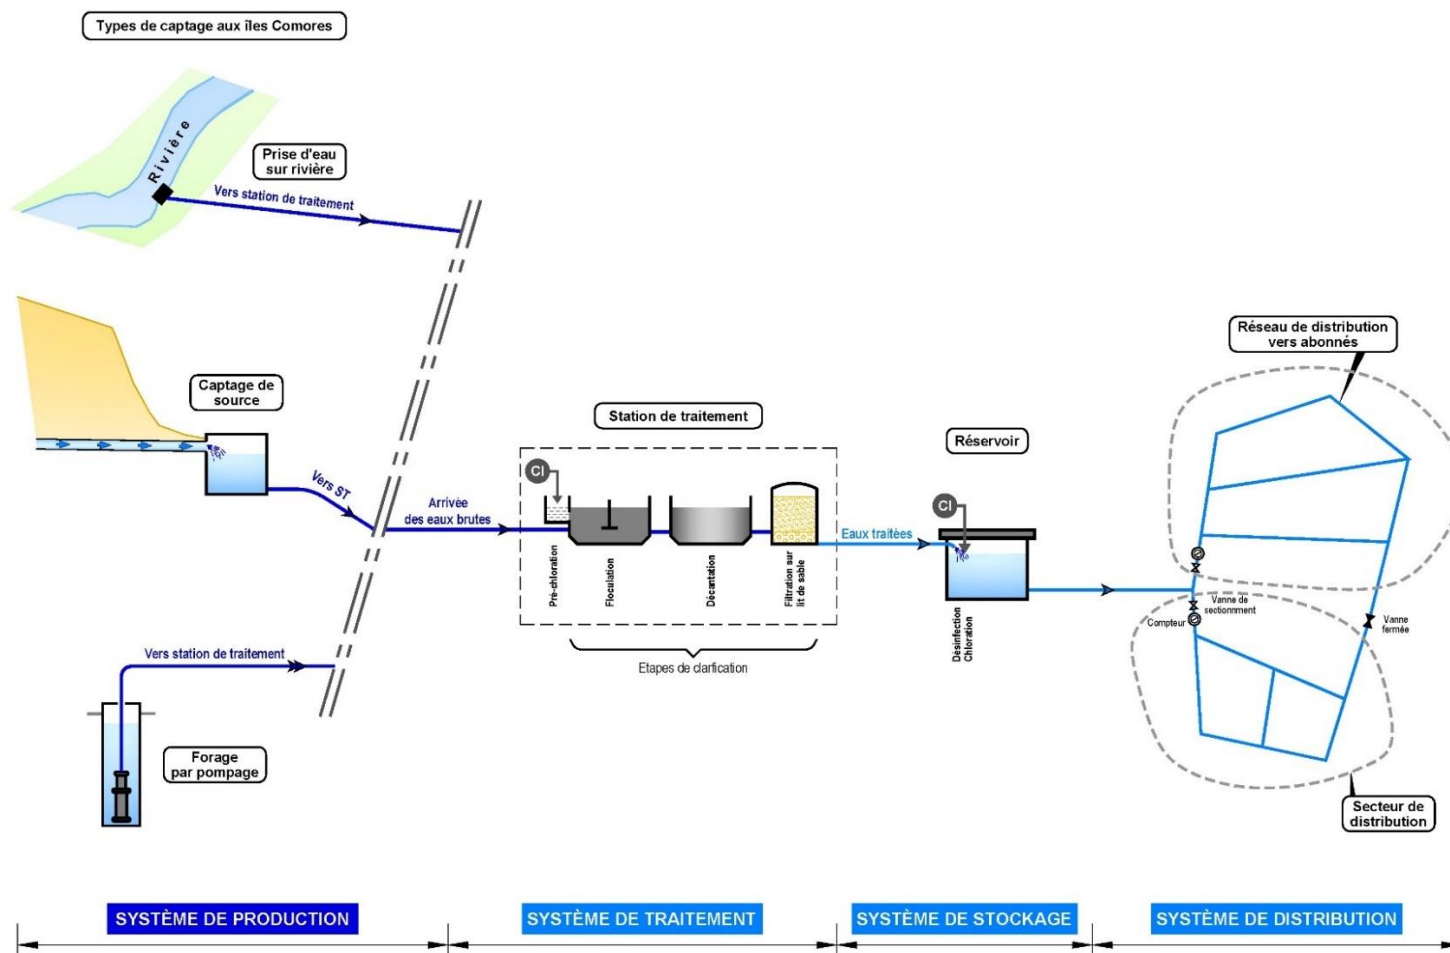 Types de captage aux îles Comores
Rivière
Prise d'eau
sur rivière
Vers station de traitement
Captage de
source
Vers ST
Arrivée
des eaux brutes
Vers station de traitement
Forage
par pompage
Station de traitement
Cl
Pré-chloration
Floculation
Décantation
Filtration sur
lit de sable
Etapes de clarfication
Eaux traitées
Réservoir
Cl
Désinfection
Chloration
Réseau de distribution
vers abonnés
Vanne de
sectionnment
Compteur
Vanne
fermée
Secteur de
distribution
SYSTÈME DE PRODUCTION
SYSTÈME DE TRAITEMENT
SYSTÈME DE STOCKAGE
SYSTÈME DE DISTRIBUTION